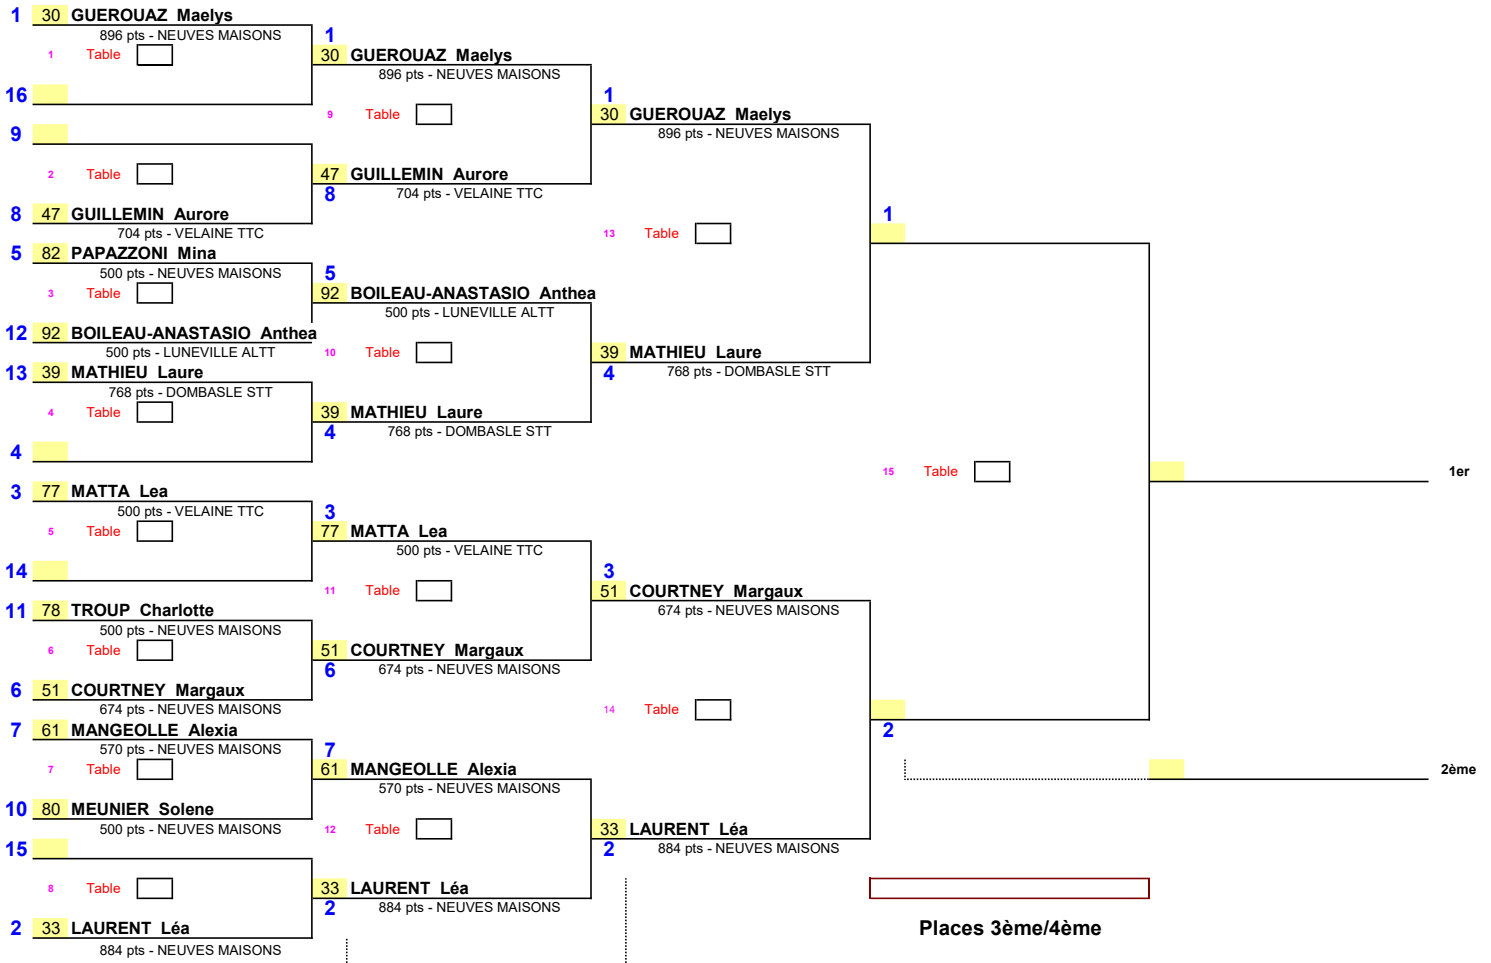 1 30 GUEROUAZ Maelys
896 pts - NEUVES MAISONS
1 Table
16
9
2 Table
8 47 GUILLEMIN Aurore
704 pts - VELAINE TTC
5 82 PAPAZZONI Mina
500 pts - NEUVES MAISONS
3 Table
12 92 BOILEAU-ANASTASIO Anthea
500 pts - LUNEVILLE ALTT
13 39 MATHIEU Laure
768 pts - DOMBASLE STT
4 Table
4
3 77 MATTA Lea
500 pts - VELAINE TTC
5 Table
14
11 78 TROUP Charlotte
500 pts - NEUVES MAISONS
6 Table
6 51 COURTNEY Margaux
674 pts - NEUVES MAISONS
7 61 MANGEOLLE Alexia
570 pts - NEUVES MAISONS
7 Table
10 80 MEUNIER Solene
500 pts - NEUVES MAISONS
15
8 Table
2 33 LAURENT Léa
884 pts - NEUVES MAISONS
1
30 GUEROUAZ Maelys
896 pts - NEUVES MAISONS
9 Table
47 GUILLEMIN Aurore
8 704 pts - VELAINE TTC
5
92 BOILEAU-ANASTASIO Anthea
500 pts - LUNEVILLE ALTT
10 Table
39 MATHIEU Laure
4 768 pts - DOMBASLE STT
3
77 MATTA Lea
500 pts - VELAINE TTC
11 Table
51 COURTNEY Margaux
6 674 pts - NEUVES MAISONS
7
61 MANGEOLLE Alexia
570 pts - NEUVES MAISONS
12 Table
33 LAURENT Léa
2 884 pts - NEUVES MAISONS
1
30 GUEROUAZ Maelys
896 pts - NEUVES MAISONS
13 Table
39 MATHIEU Laure
4 768 pts - DOMBASLE STT
3
51 COURTNEY Margaux
674 pts - NEUVES MAISONS
14 Table
33 LAURENT Léa
2 884 pts - NEUVES MAISONS
1
15 Table
2
1er
2ème
Places 3ème/4ème